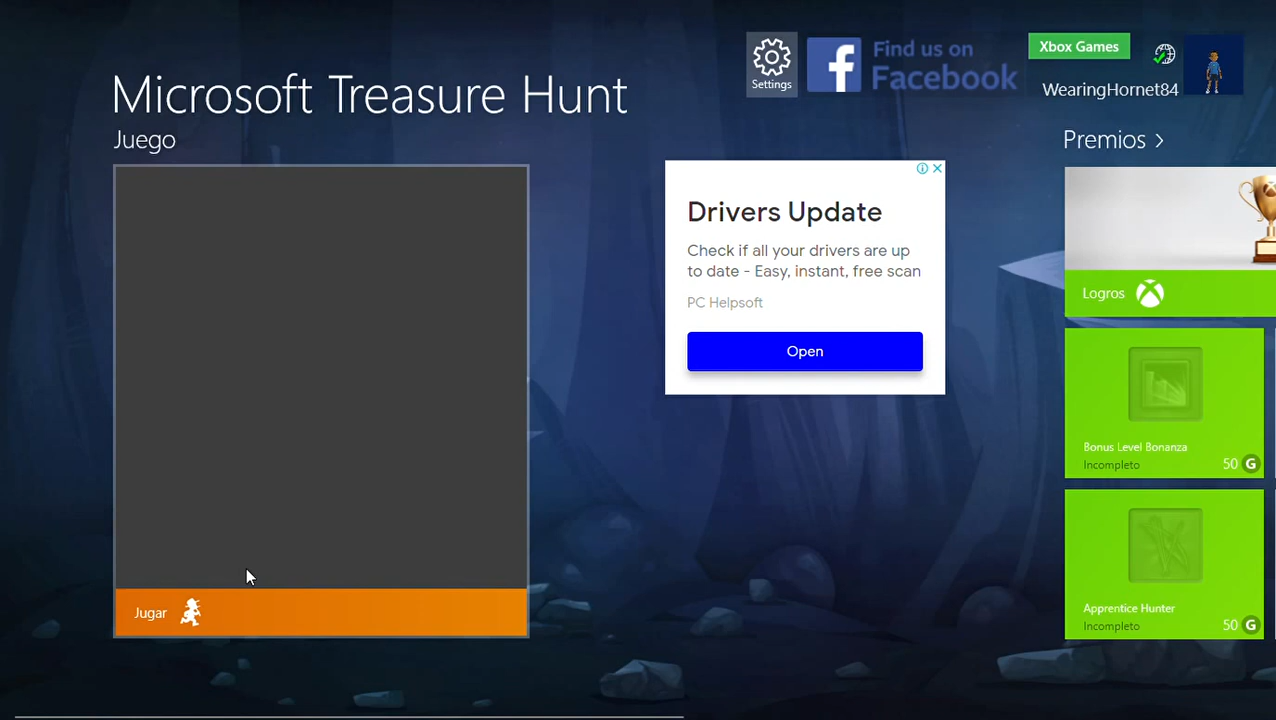 Microsoft Treasure Hunt
Settings
f
Find us on
Facebook
Xbox Games
WearingHornet84
Juego
Jugar
Drivers Update
Check if all your drivers are up
to date - Easy, instant, free scan
PC Helpsoft
Open
Premios
Logros
Bonus Level Bonanza
Incompleto
50 G
Apprentice Hunter
Incompleto
50 G